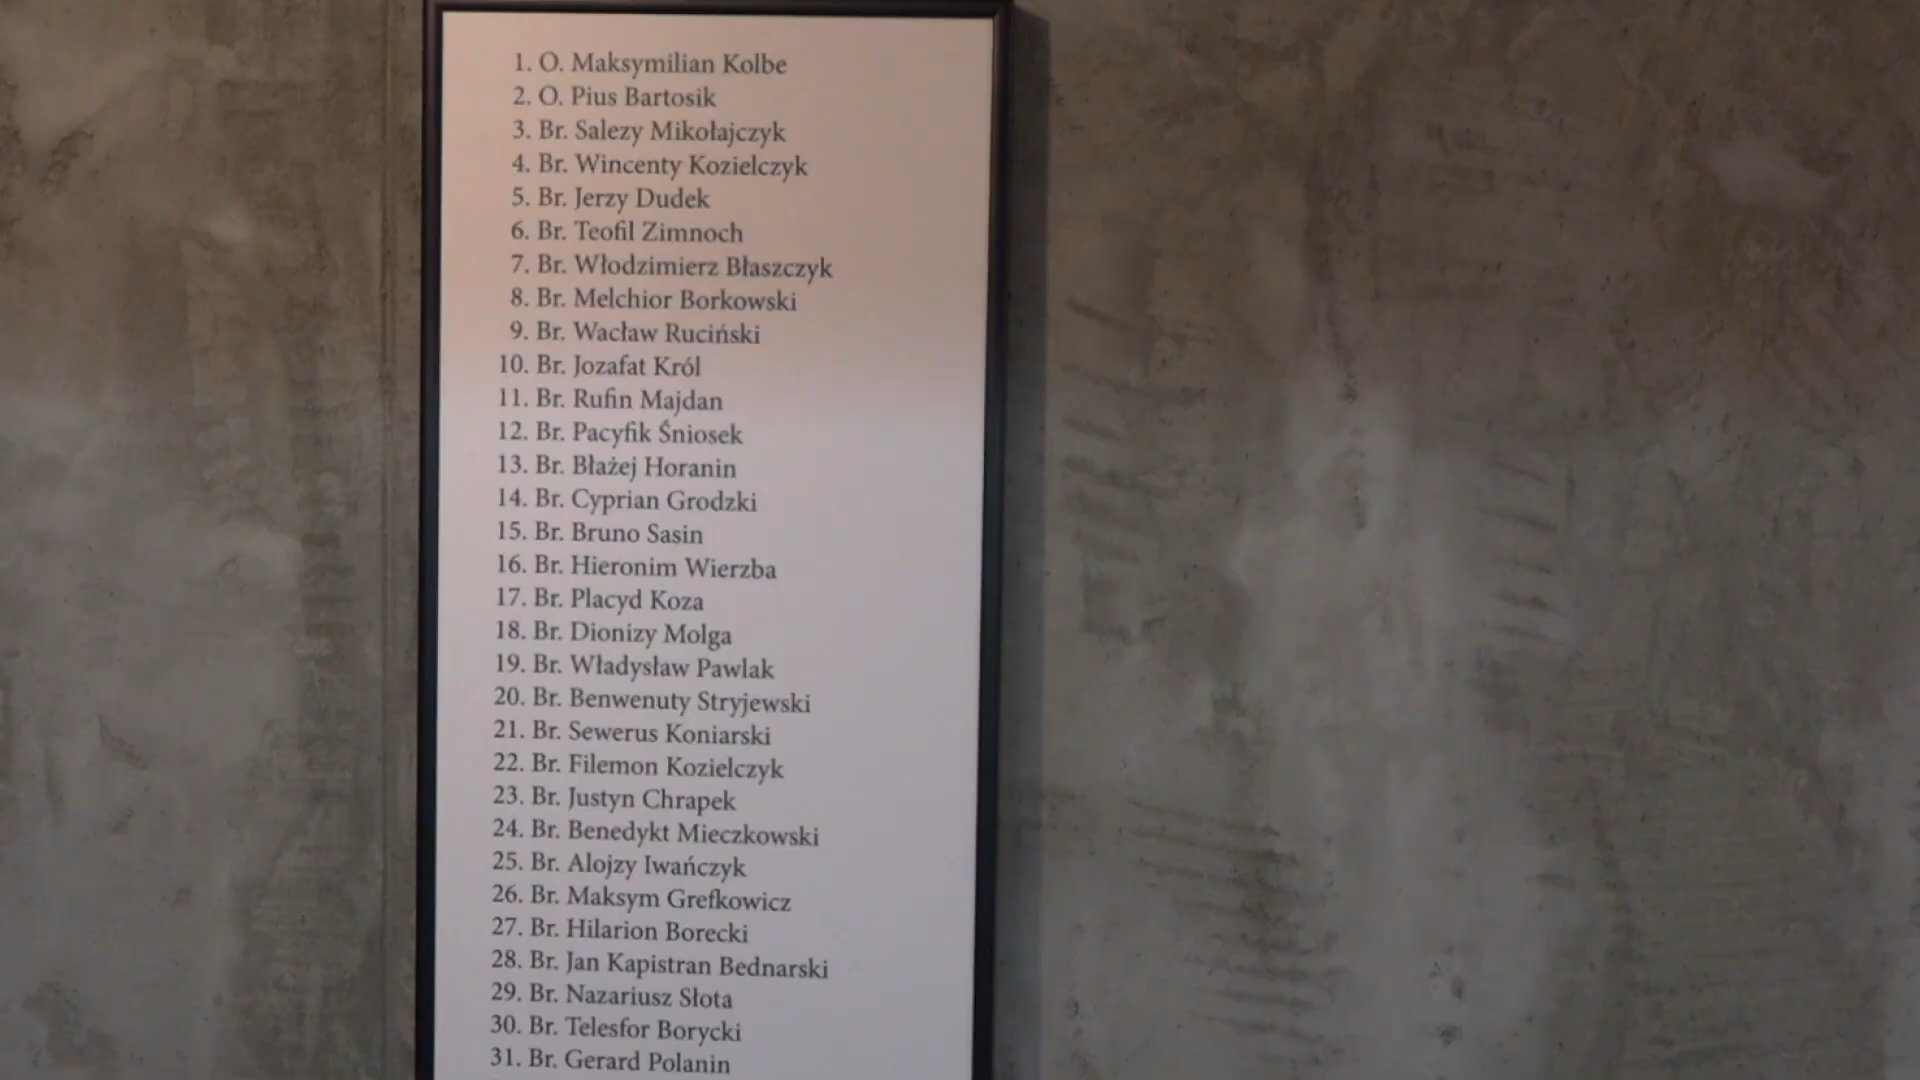 1. O. Maksymilian Kolbe
2. O. Pius Bartosik
3. Br. Salezy Mikołajczyk
4. Br. Wincenty Kozielczyk
5. Br. Jerzy Dudek
6. Br. Teofil Zimnoch
7. Br. Włodzimierz Błaszczyk
8. Br. Melchior Borkowski
9. Br. Wacław Ruciński
10. Br. Jozafat Król
11. Br. Rufin Majdan
12. Br. Pacyfik Śniosek
13. Br. Błażej Horanin
14. Br. Cyprian Grodzki
15. Br. Bruno Sasin
16. Br. Hieronim Wierzba
17. Br. Placyd Koza
18. Br. Dionizy Molga
19. Br. Władysław Pawlak
20. Br. Benwenuty Stryjewski
21. Br. Sewerus Koniarski
22. Br. Filemon Kozielczyk
23. Br. Justyn Chrapek
24. Br. Benedykt Mieczkowski
25. Br. Alojzy Iwańczyk
26. Br. Maksym Grefkowicz
27. Br. Hilarion Borecki
28. Br. Jan Kapistran Bednarski
29. Br. Nazariusz Słota
30. Br. Telesfor Borycki
31. Br. Gerard Polanin